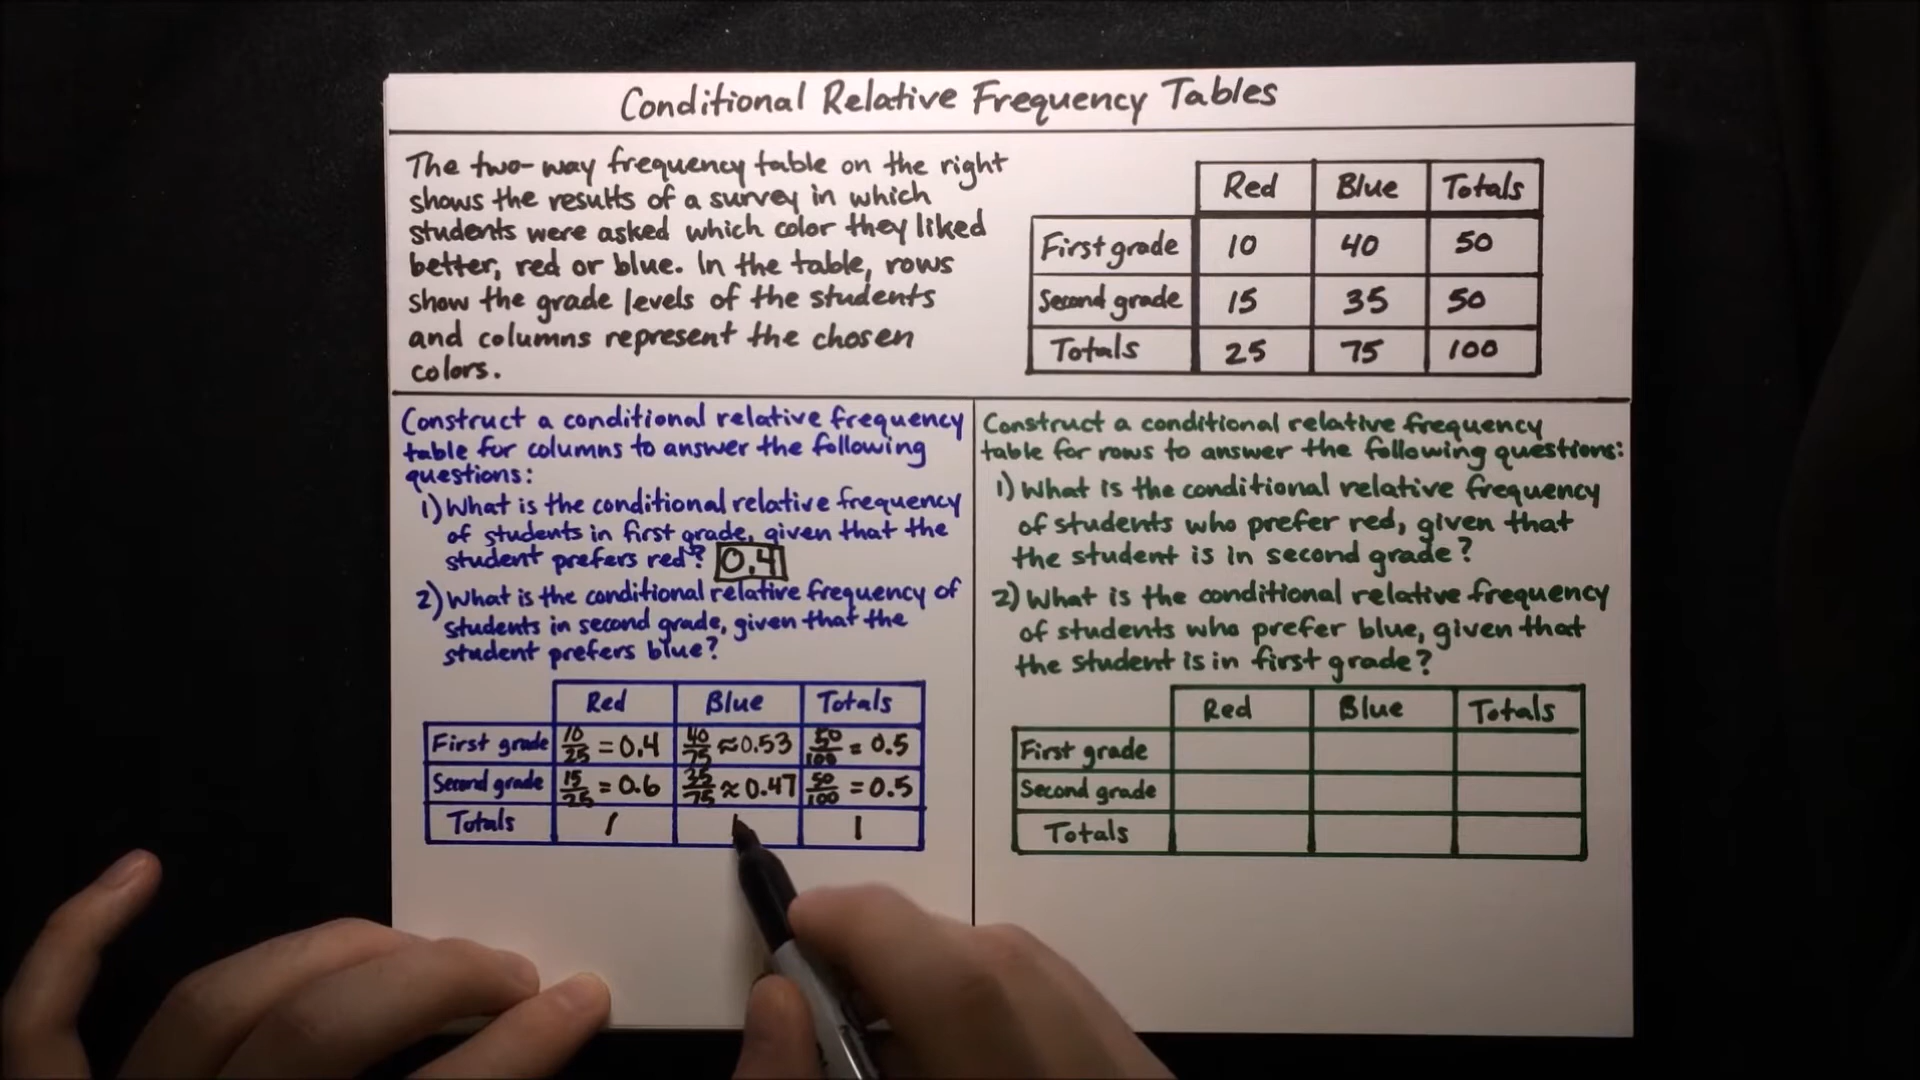 Conditional Relative Frequency Tables
The two-way frequency table on the right
shows the results of a survey in which
students were asked which color they liked
better, red or blue. In the table, rows
show the grade levels of the students
and columns represent the chosen
colors.
Red Blue Totals
First grade 10 40 50
Second grade 15 35 50
Totals 25 75 100
Construct a conditional relative frequency
table for columns to answer the following
questions:
1) What is the conditional relative frequency
of students in first grade, given that the
student prefers red? 0.4
2) What is the conditional relative frequency of
students in second grade, given that the
student prefers blue?
Red Blue Totals
First grade 10/25 = 0.4 40/75 ≈ 0.53 50/100 = 0.5
Second grade 15/25 = 0.6 35/75 ≈ 0.47 50/100 = 0.5
Totals 1 1 1
Construct a conditional relative frequency
table for rows to answer the following questions:
1) What is the conditional relative frequency
of students who prefer red, given that
the student is in second grade?
2) What is the conditional relative frequency
of students who prefer blue, given that
the student is in first grade?
Red Blue Totals
First grade
Second grade
Totals